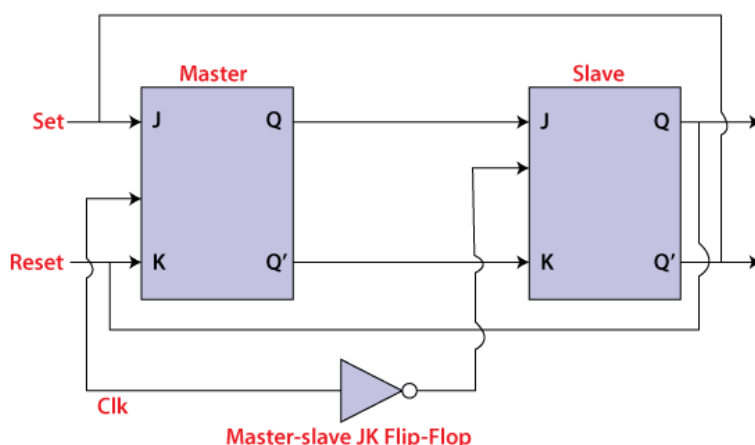 Master Slave
Set J Q J Q
Reset K Q' K Q'
Clk
Master-slave JK Flip-Flop